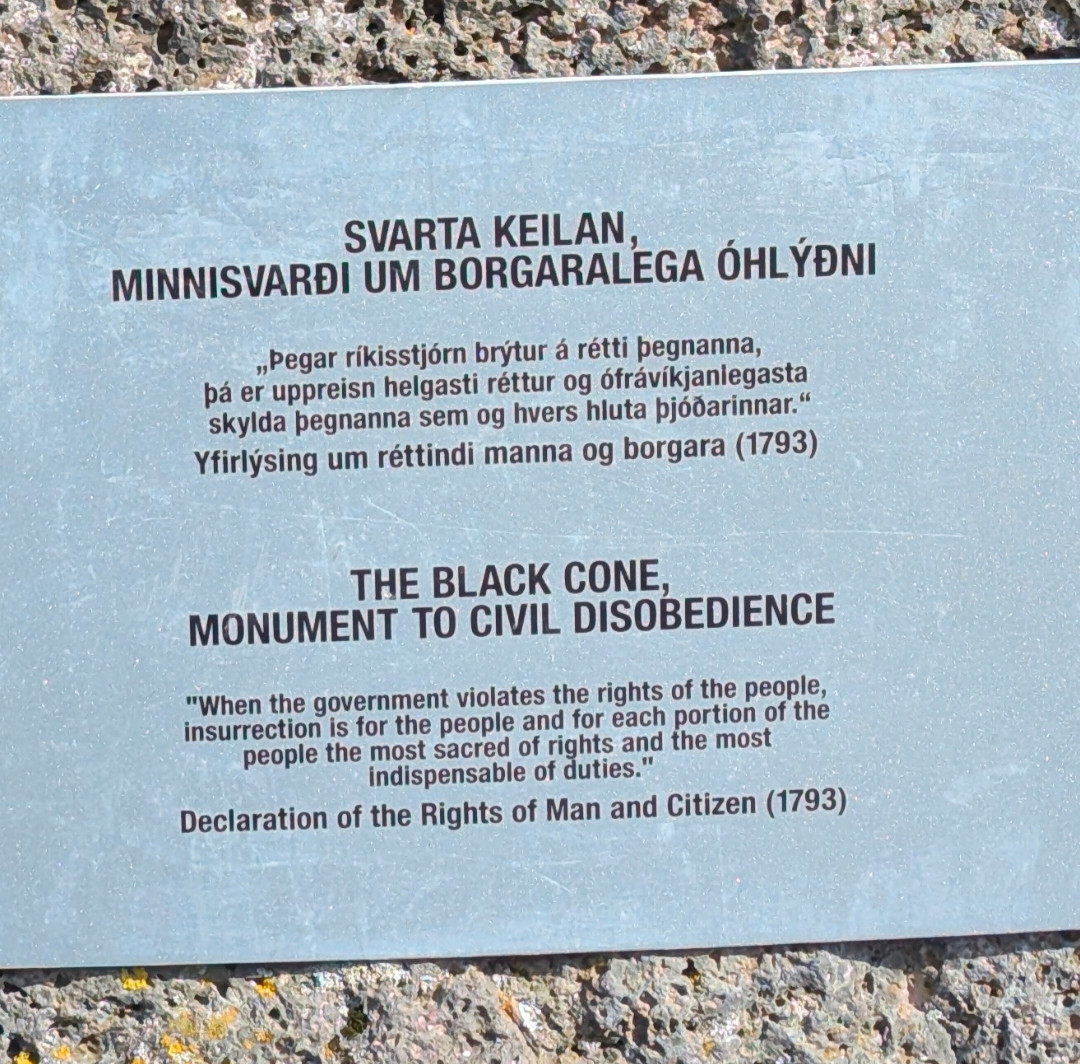 SVARTA KEILAN,
MINNISVARÐI UM BORGARALEGA ÓHLÝÐNI
„Þegar ríkisstjórn brýtur á rétti þegnanna,
þá er uppreisn helgasti réttur og ófrávíkjanlegasta
skylda þegnanna sem og hvers hluta þjóðarinnar.“
Yfirlýsing um réttindi manna og borgara (1793)
THE BLACK CONE,
MONUMENT TO CIVIL DISOBEDIENCE
"When the government violates the rights of the people,
insurrection is for the people and for each portion of the
people the most sacred of rights and the most
indispensable of duties."
Declaration of the Rights of Man and Citizen (1793)